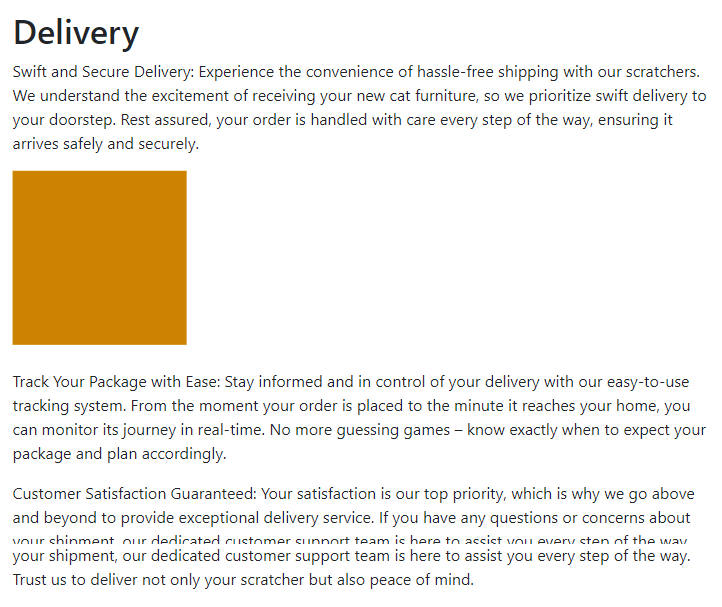 Delivery
Swift and Secure Delivery: Experience the convenience of hassle-free shipping with our scratchers.
We understand the excitement of receiving your new cat furniture, so we prioritize swift delivery to
your doorstep. Rest assured, your order is handled with care every step of the way, ensuring it
arrives safely and securely.
Track Your Package with Ease: Stay informed and in control of your delivery with our easy-to-use
tracking system. From the moment your order is placed to the minute it reaches your home, you
can monitor its journey in real-time. No more guessing games – know exactly when to expect your
package and plan accordingly.
Customer Satisfaction Guaranteed: Your satisfaction is our top priority, which is why we go above
and beyond to provide exceptional delivery service. If you have any questions or concerns about
your shipment, our dedicated customer support team is here to assist you every step of the way.
your shipment, our dedicated customer support team is here to assist you every step of the way.
Trust us to deliver not only your scratcher but also peace of mind.